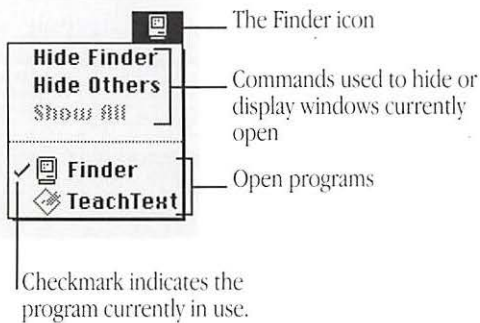 The Finder icon
Hide Finder
Hide Others
Show All
Commands used to hide or
display windows currently
open
Finder
TeachText
Open programs
Checkmark indicates the
program currently in use.